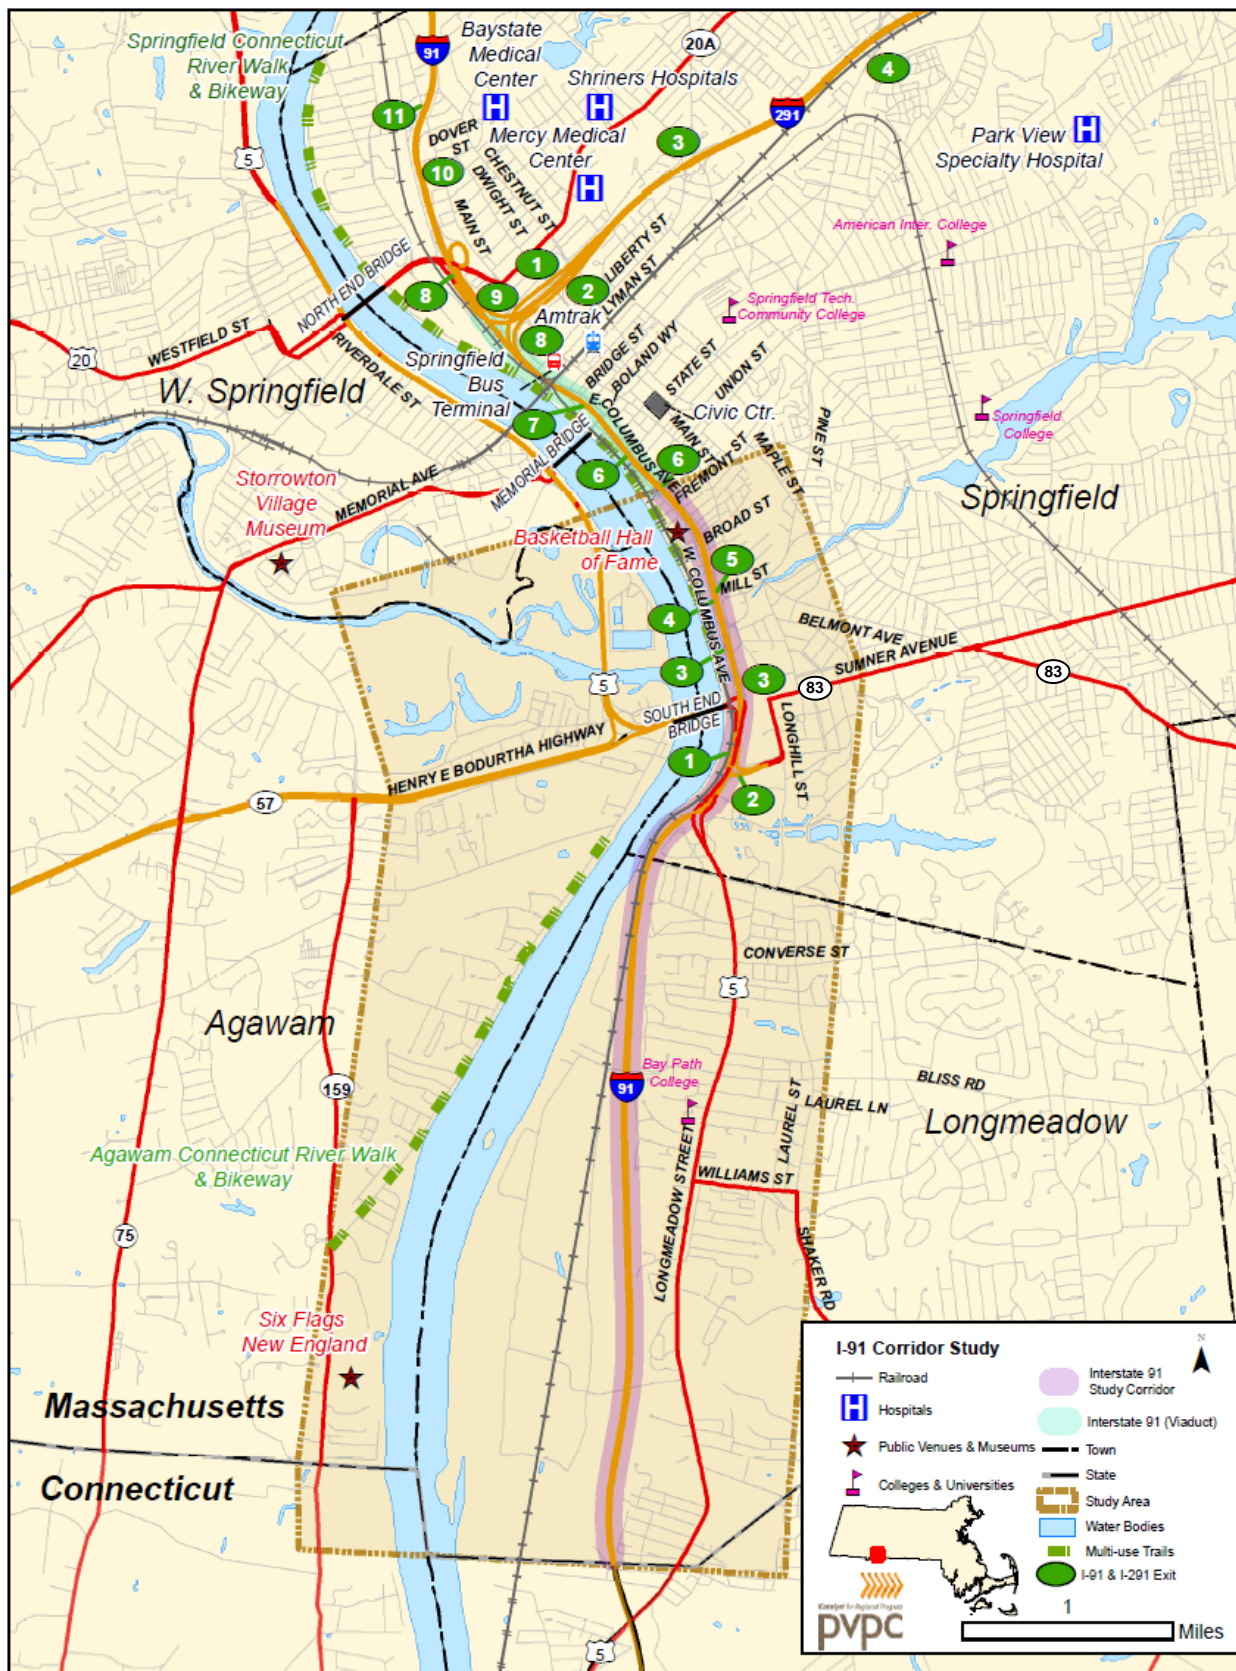 Springfield Connecticut
River Walk
& Bikeway
91
Baystate
Medical
Center
20A
Shriners Hospitals
4
291
11
H
H
DOVER
ST
Mercy Medical
Center
H
3
Park View
Specialty Hospital
H
5
10
CHESTNUT ST
DWIGHT ST
MAIN ST
American Inter. College
LIBERTY ST
LYMAN ST
1
NORTH END BRIDGE
8
9
2
Springfield Tech.
Community College
Amtrak
8
WESTFIELD ST
20
RIVERDALE ST
W. Springfield
Springfield
Bus
Terminal
BRIDGE ST
BOLAND WY
STATE ST
UNION ST
Civic Ctr.
7
E COLUMBUS AVE
MAIN ST
PINE ST
Springfield
College
MEMORIAL BRIDGE
6
6
FREMONT ST
MAPLE ST
Storrowton
Village
Museum
MEMORIAL AVE
Springfield
Basketball Hall
of Fame
BROAD ST
5
MILL ST
W. COLUMBUS AVE
4
BELMONT AVE
SUMNER AVENUE
3
3
83
83
5
SOUTH END
BRIDGE
LONGHILL ST
HENRY E BODURTHA HIGHWAY
1
2
57
CONVERSE ST
5
Agawam
Bay Path
College
91
159
BLISS RD
LAUREL ST
LAUREL LN
Longmeadow
Agawam Connecticut River Walk
& Bikeway
LONGMEADOW STREET
WILLIAMS ST
75
SHAKER RD
Six Flags
New England
Massachusetts
Connecticut
5
N
I-91 Corridor Study
Railroad
H
Hospitals
Public Venues & Museums
Colleges & Universities
Interstate 91
Study Corridor
Interstate 91 (Viaduct)
Town
State
Study Area
Water Bodies
Multi-use Trails
I-91 & I-291 Exit
Katalyst for Regional Progress
pvpc
1
Miles